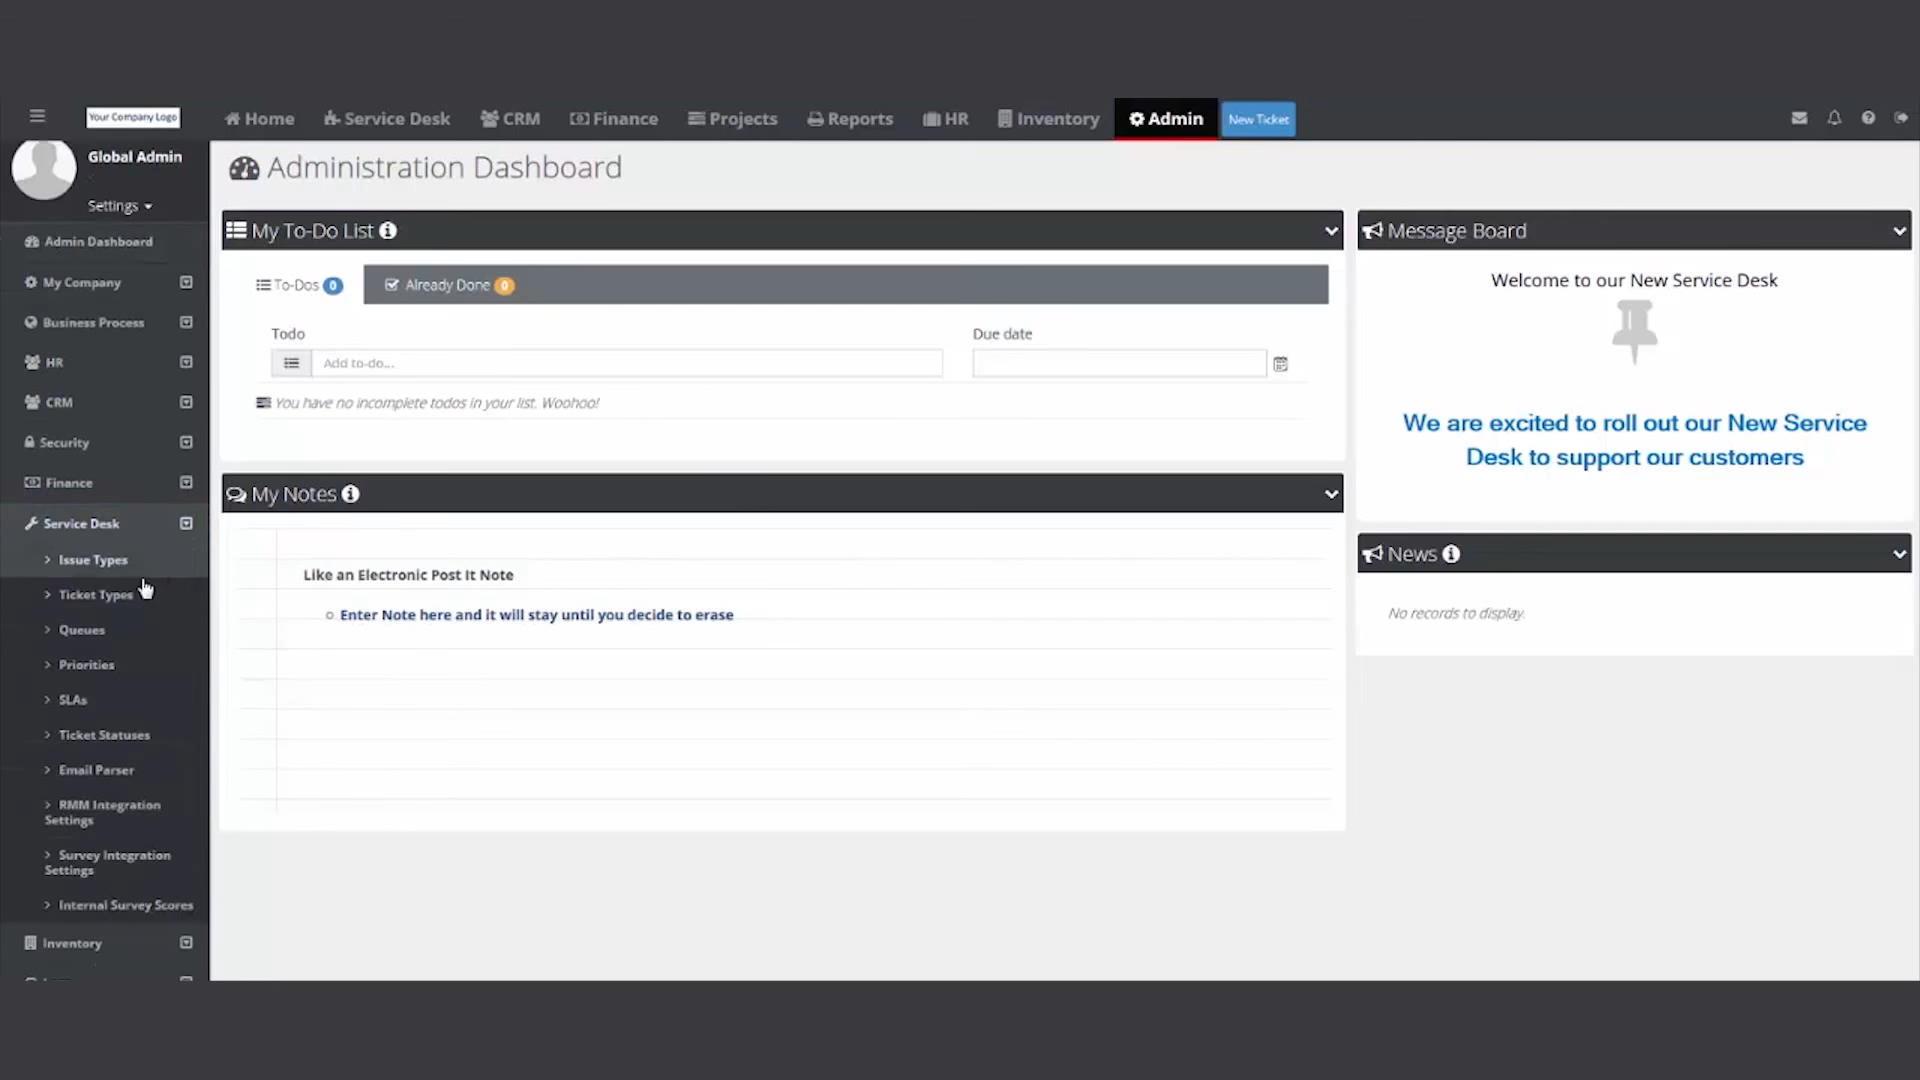 Your Company Logo
Home
Service Desk
CRM
Finance
Projects
Reports
HR
Inventory
Admin
New Ticket
Global Admin
Settings
Admin Dashboard
My Company
Business Process
HR
CRM
Security
Finance
Service Desk
> Issue Types
> Ticket Types
> Queues
> Priorities
> SLAs
> Ticket Statuses
> Email Parser
> RMM Integration
Settings
> Survey Integration
Settings
> Internal Survey Scores
Inventory
Administration Dashboard
My To-Do List
To-Dos 0
Already Done 0
Todo
Due date
Add to-do...
You have no incomplete todos in your list. Woohoo!
My Notes
Like an Electronic Post It Note
Enter Note here and it will stay until you decide to erase
Message Board
Welcome to our New Service Desk
We are excited to roll out our New Service
Desk to support our customers
News
No records to display.